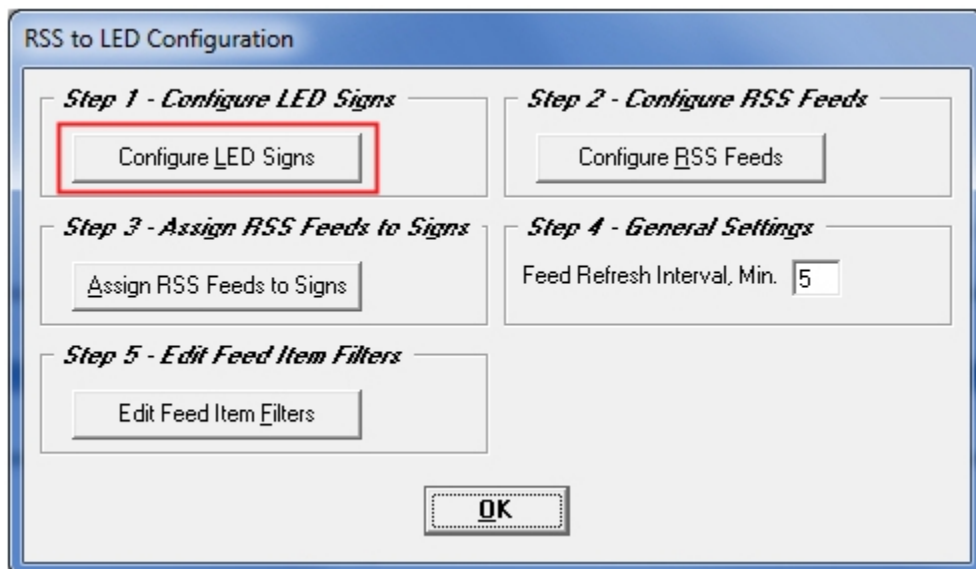 RSS to LED Configuration
Step 1 - Configure LED Signs
Configure LED Signs
Step 2 - Configure RSS Feeds
Configure RSS Feeds
Step 3 - Assign RSS Feeds to Signs
Assign RSS Feeds to Signs
Step 4 - General Settings
Feed Refresh Interval, Min. 5
Step 5 - Edit Feed Item Filters
Edit Feed Item Filters
OK